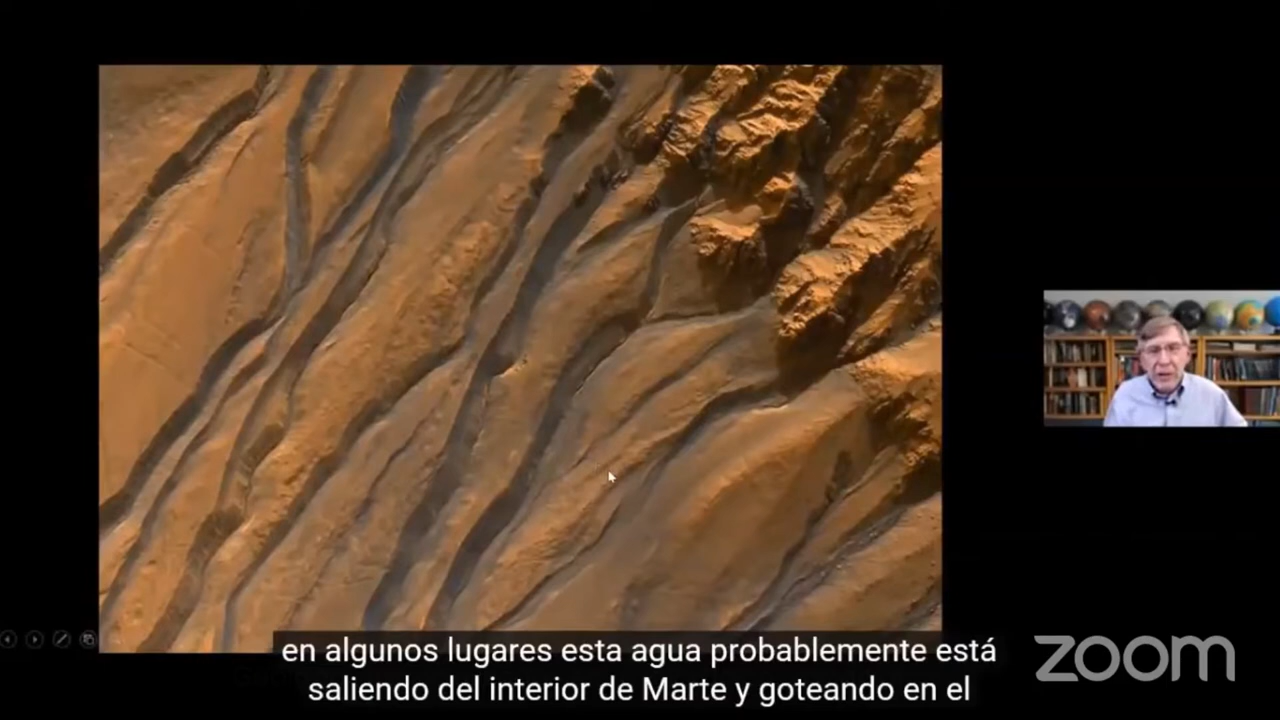 en algunos lugares esta agua probablemente está
saliendo del interior de Marte y goteando en el
zoom